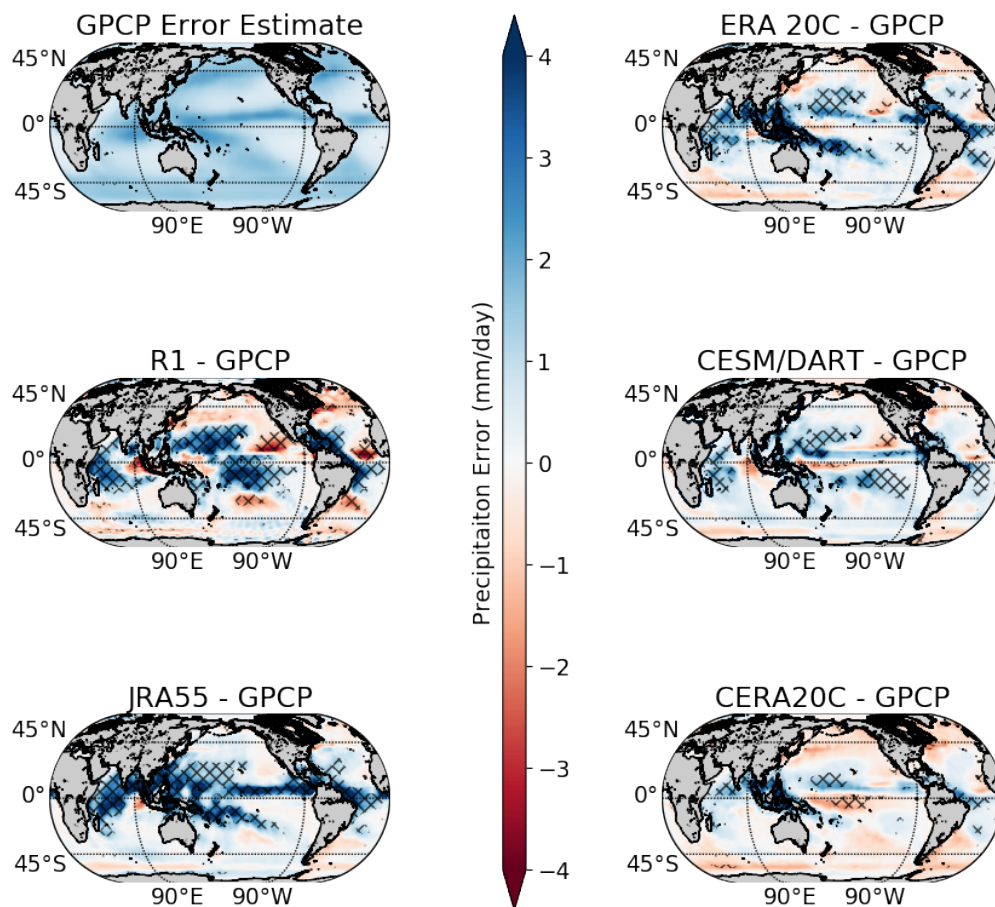 GPCP Error Estimate
45°N
0°
45°S
90°E 90°W
R1 - GPCP
45°N
0°
45°S
90°E 90°W
JRA55 - GPCP
45°N
0°
45°S
90°E 90°W
Precipitaiton Error (mm/day)
4
3
2
1
0
−1
−2
−3
−4
ERA 20C - GPCP
45°N
0°
45°S
90°E 90°W
CESM/DART - GPCP
45°N
0°
45°S
90°E 90°W
CERA20C - GPCP
45°N
0°
45°S
90°E 90°W